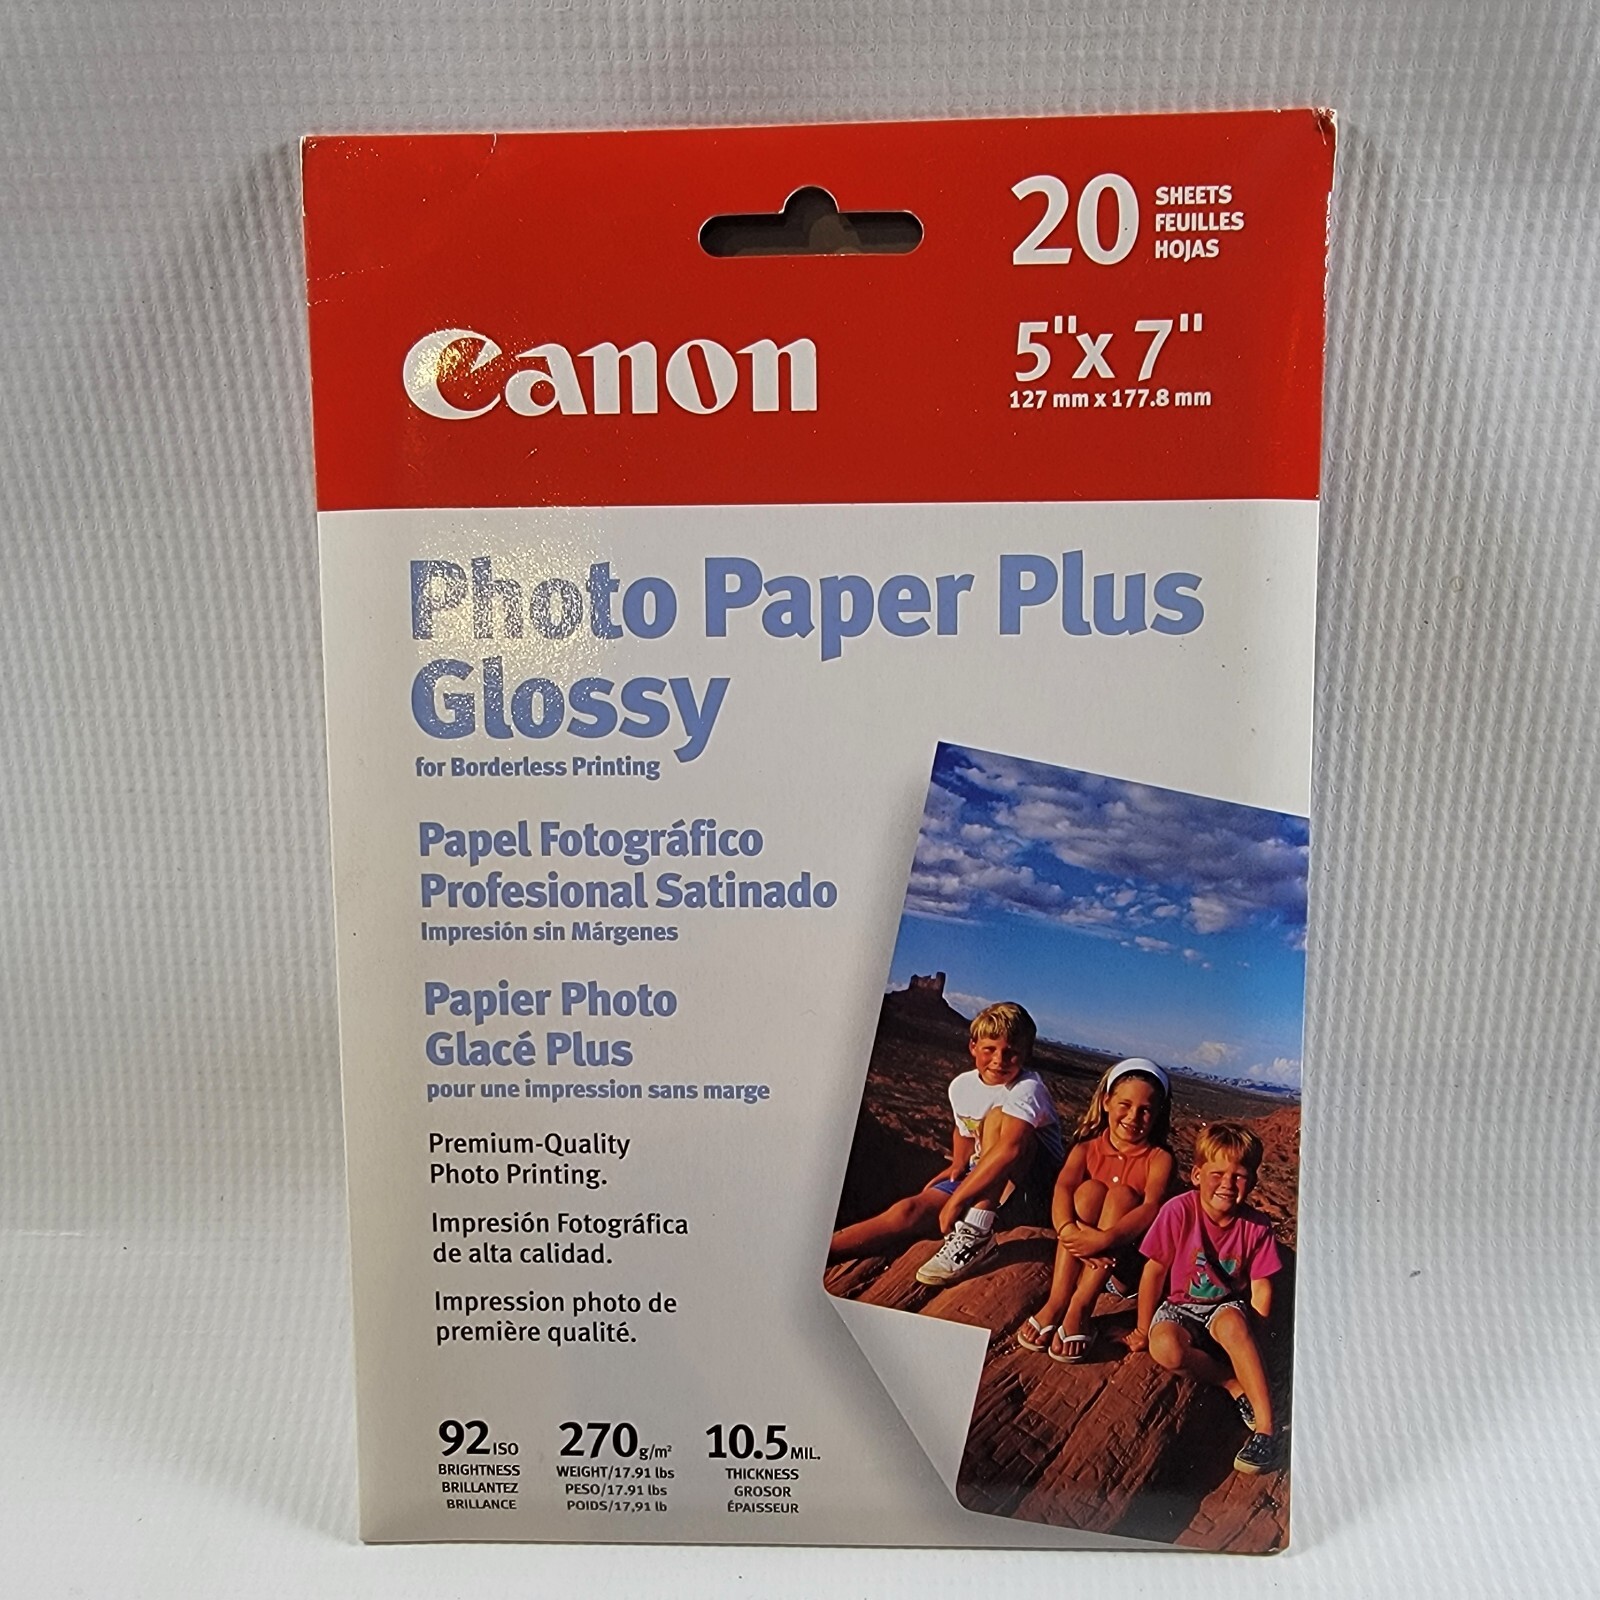 20
SHEETS
FEUILLES
HOJAS
Canon
5"x 7"
127 mm x 177.8 mm
Photo Paper Plus
Glossy
for Borderless Printing
Papel Fotográfico
Profesional Satinado
Impresión sin Márgenes
Papier Photo
Glacé Plus
pour une impression sans marge
Premium-Quality
Photo Printing.
Impresión Fotográfica
de alta calidad.
Impression photo de
première qualité.
92 ISO
BRIGHTNESS
BRILLANTEZ
BRILLANCE
270 g/m²
WEIGHT/17.91 lbs
PESO/17.91 lbs
POIDS/17,91 lb
10.5 MIL.
THICKNESS
GROSOR
ÉPAISSEUR